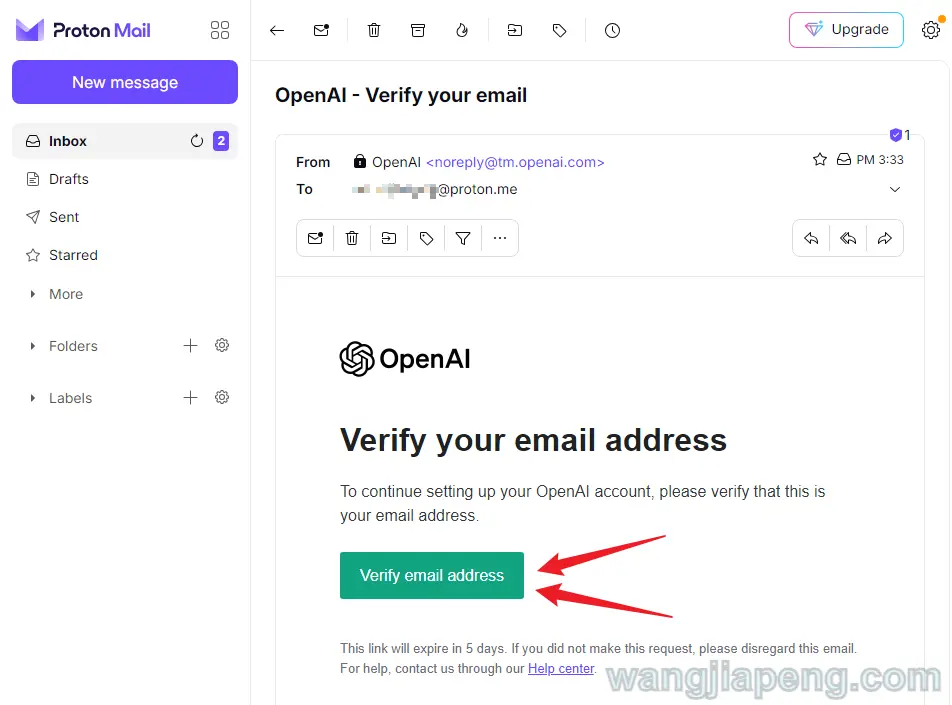 Proton Mail
Upgrade
New message
OpenAI - Verify your email
Inbox 2
1
From OpenAI <noreply@tm.openai.com> PM 3:33
Drafts
To @proton.me
Sent
Starred
More
Folders
Labels
OpenAI
Verify your email address
To continue setting up your OpenAI account, please verify that this is
your email address.
Verify email address
This link will expire in 5 days. If you did not make this request, please disregard this email.
For help, contact us through our Help center.
wangjiapeng.com